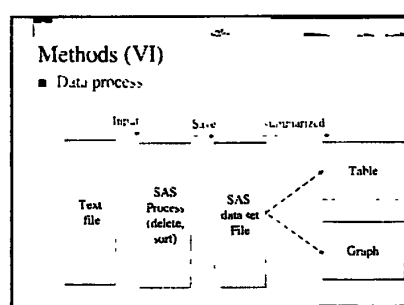 Methods (VI)
■ Data process
Input Save summarized
Text
file
SAS
Process
(delete,
sort)
SAS
data set
File
Table
Graph